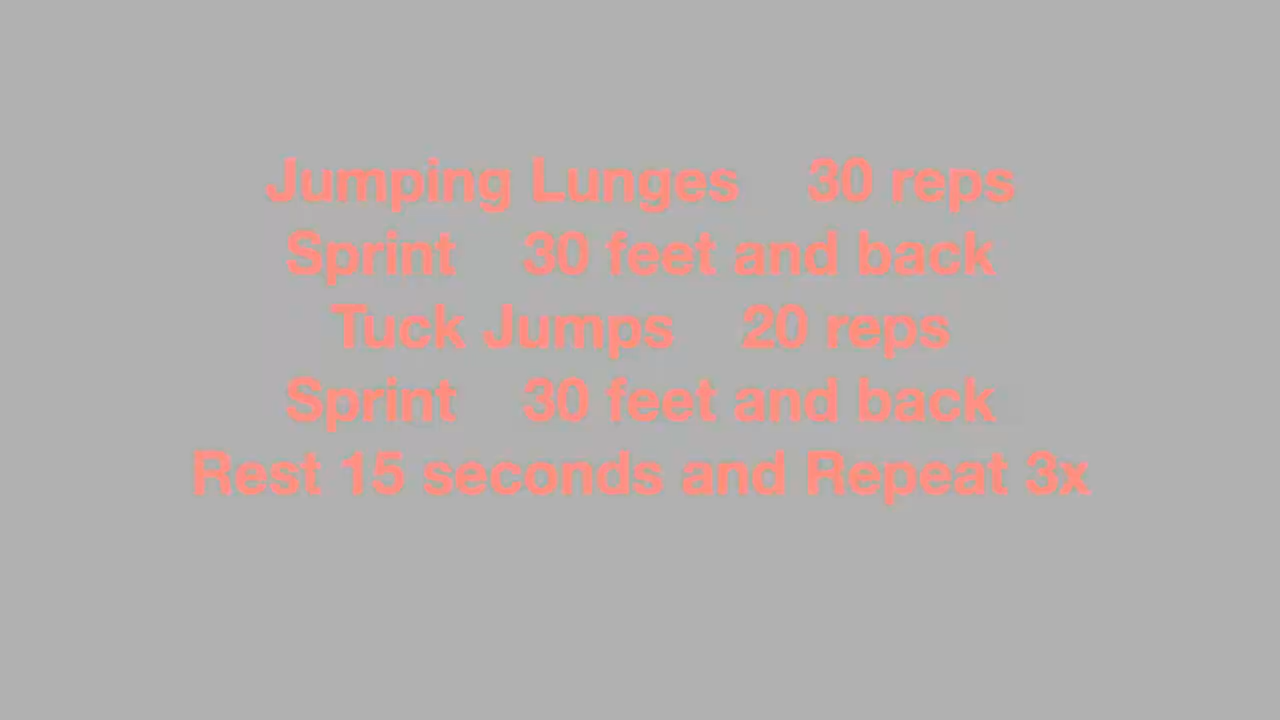 Jumping Lunges 30 reps
Sprint 30 feet and back
Tuck Jumps 20 reps
Sprint 30 feet and back
Rest 15 seconds and Repeat 3x